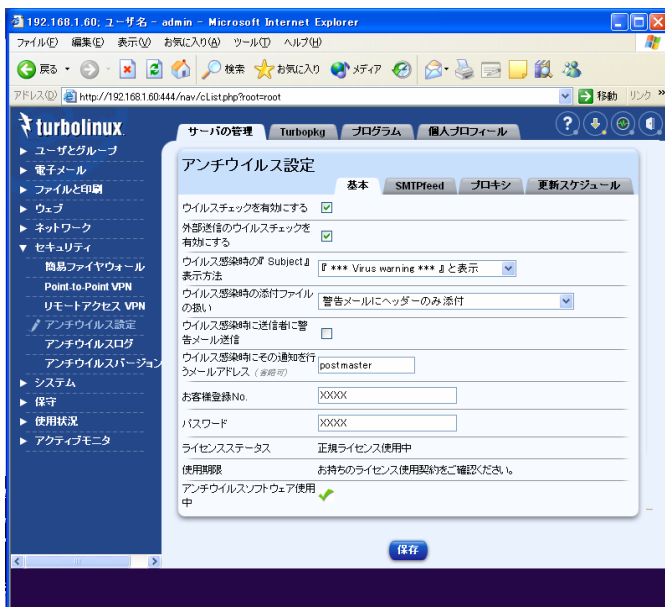 192.168.1.60: ユーザ名 - admin - Microsoft Internet Explorer
ファイル(F) 編集(E) 表示(V) お気に入り(A) ツール(T) ヘルプ(H)
戻る 検索 お気に入り メディア
アドレス(D) http://192.168.1.60:444/nav/cList.php?root=root 移動 リンク »
turbolinux
サーバの管理 Turbopkg プログラム 個人プロフィール
ユーザとグループ
電子メール
ファイルと印刷
ウェブ
ネットワーク
セキュリティ
簡易ファイヤウォール
Point-to-Point VPN
リモートアクセス VPN
アンチウイルス設定
アンチウイルスログ
アンチウイルスバージョン
システム
保守
使用状況
アクティブモニタ
アンチウイルス設定
基本 SMTPfeed プロキシ 更新スケジュール
ウイルスチェックを有効にする
外部送信のウイルスチェックを
有効にする
ウイルス感染時の『 Subject』
表示方法
『 *** Virus warning *** 』と表示
ウイルス感染時の添付ファイル
の扱い
警告メールにヘッダーのみ添付
ウイルス感染時に送信者に警
告メール送信
ウイルス感染時にその通知を行
うメールアドレス (省略可)
postmaster
お客様登録No. XXXX
パスワード XXXX
ライセンスステータス 正規ライセンス使用中
使用期限 お持ちのライセンス使用契約をご確認ください。
アンチウイルスソフトウェア使用
中
保存